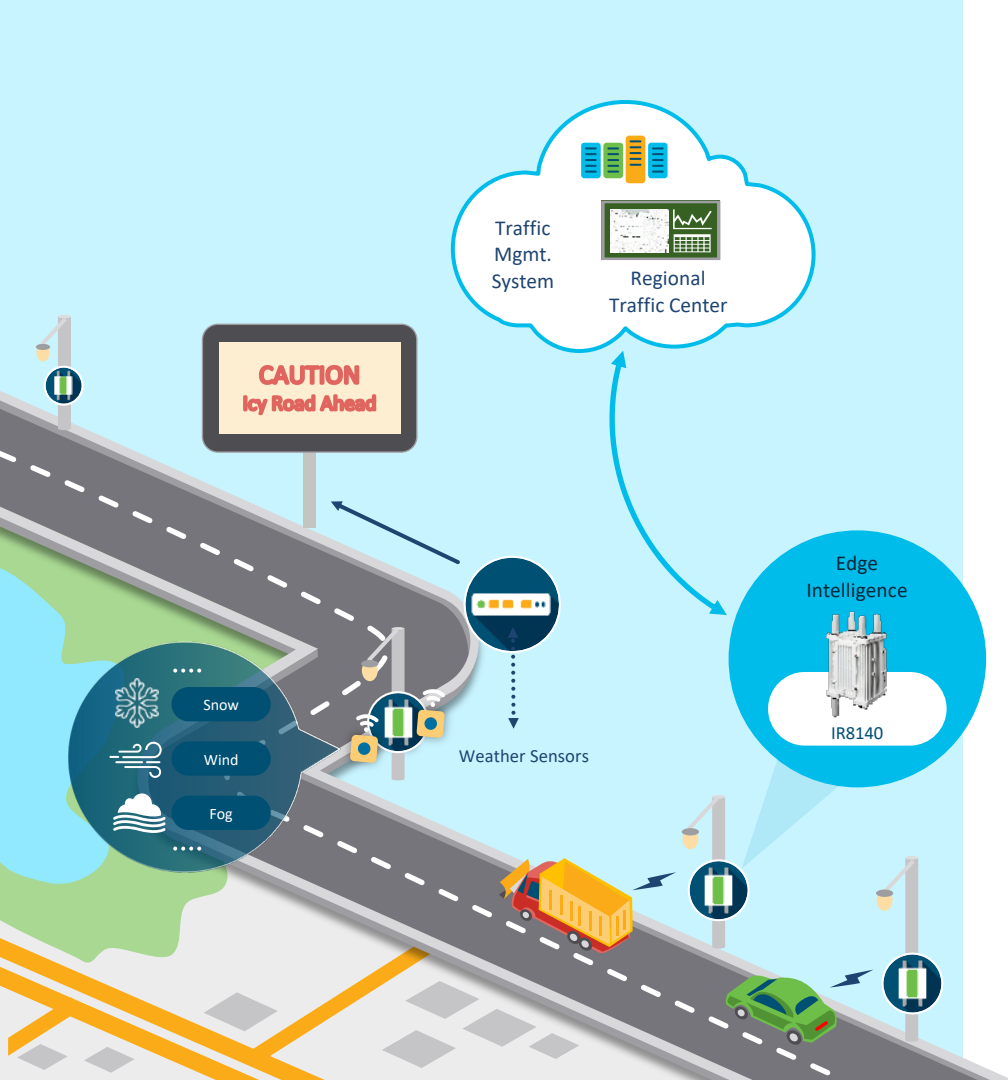 Traffic
Mgmt.
System
Regional
Traffic Center
CAUTION
Icy Road Ahead
Edge
Intelligence
IR8140
Snow
Wind
Fog
Weather Sensors